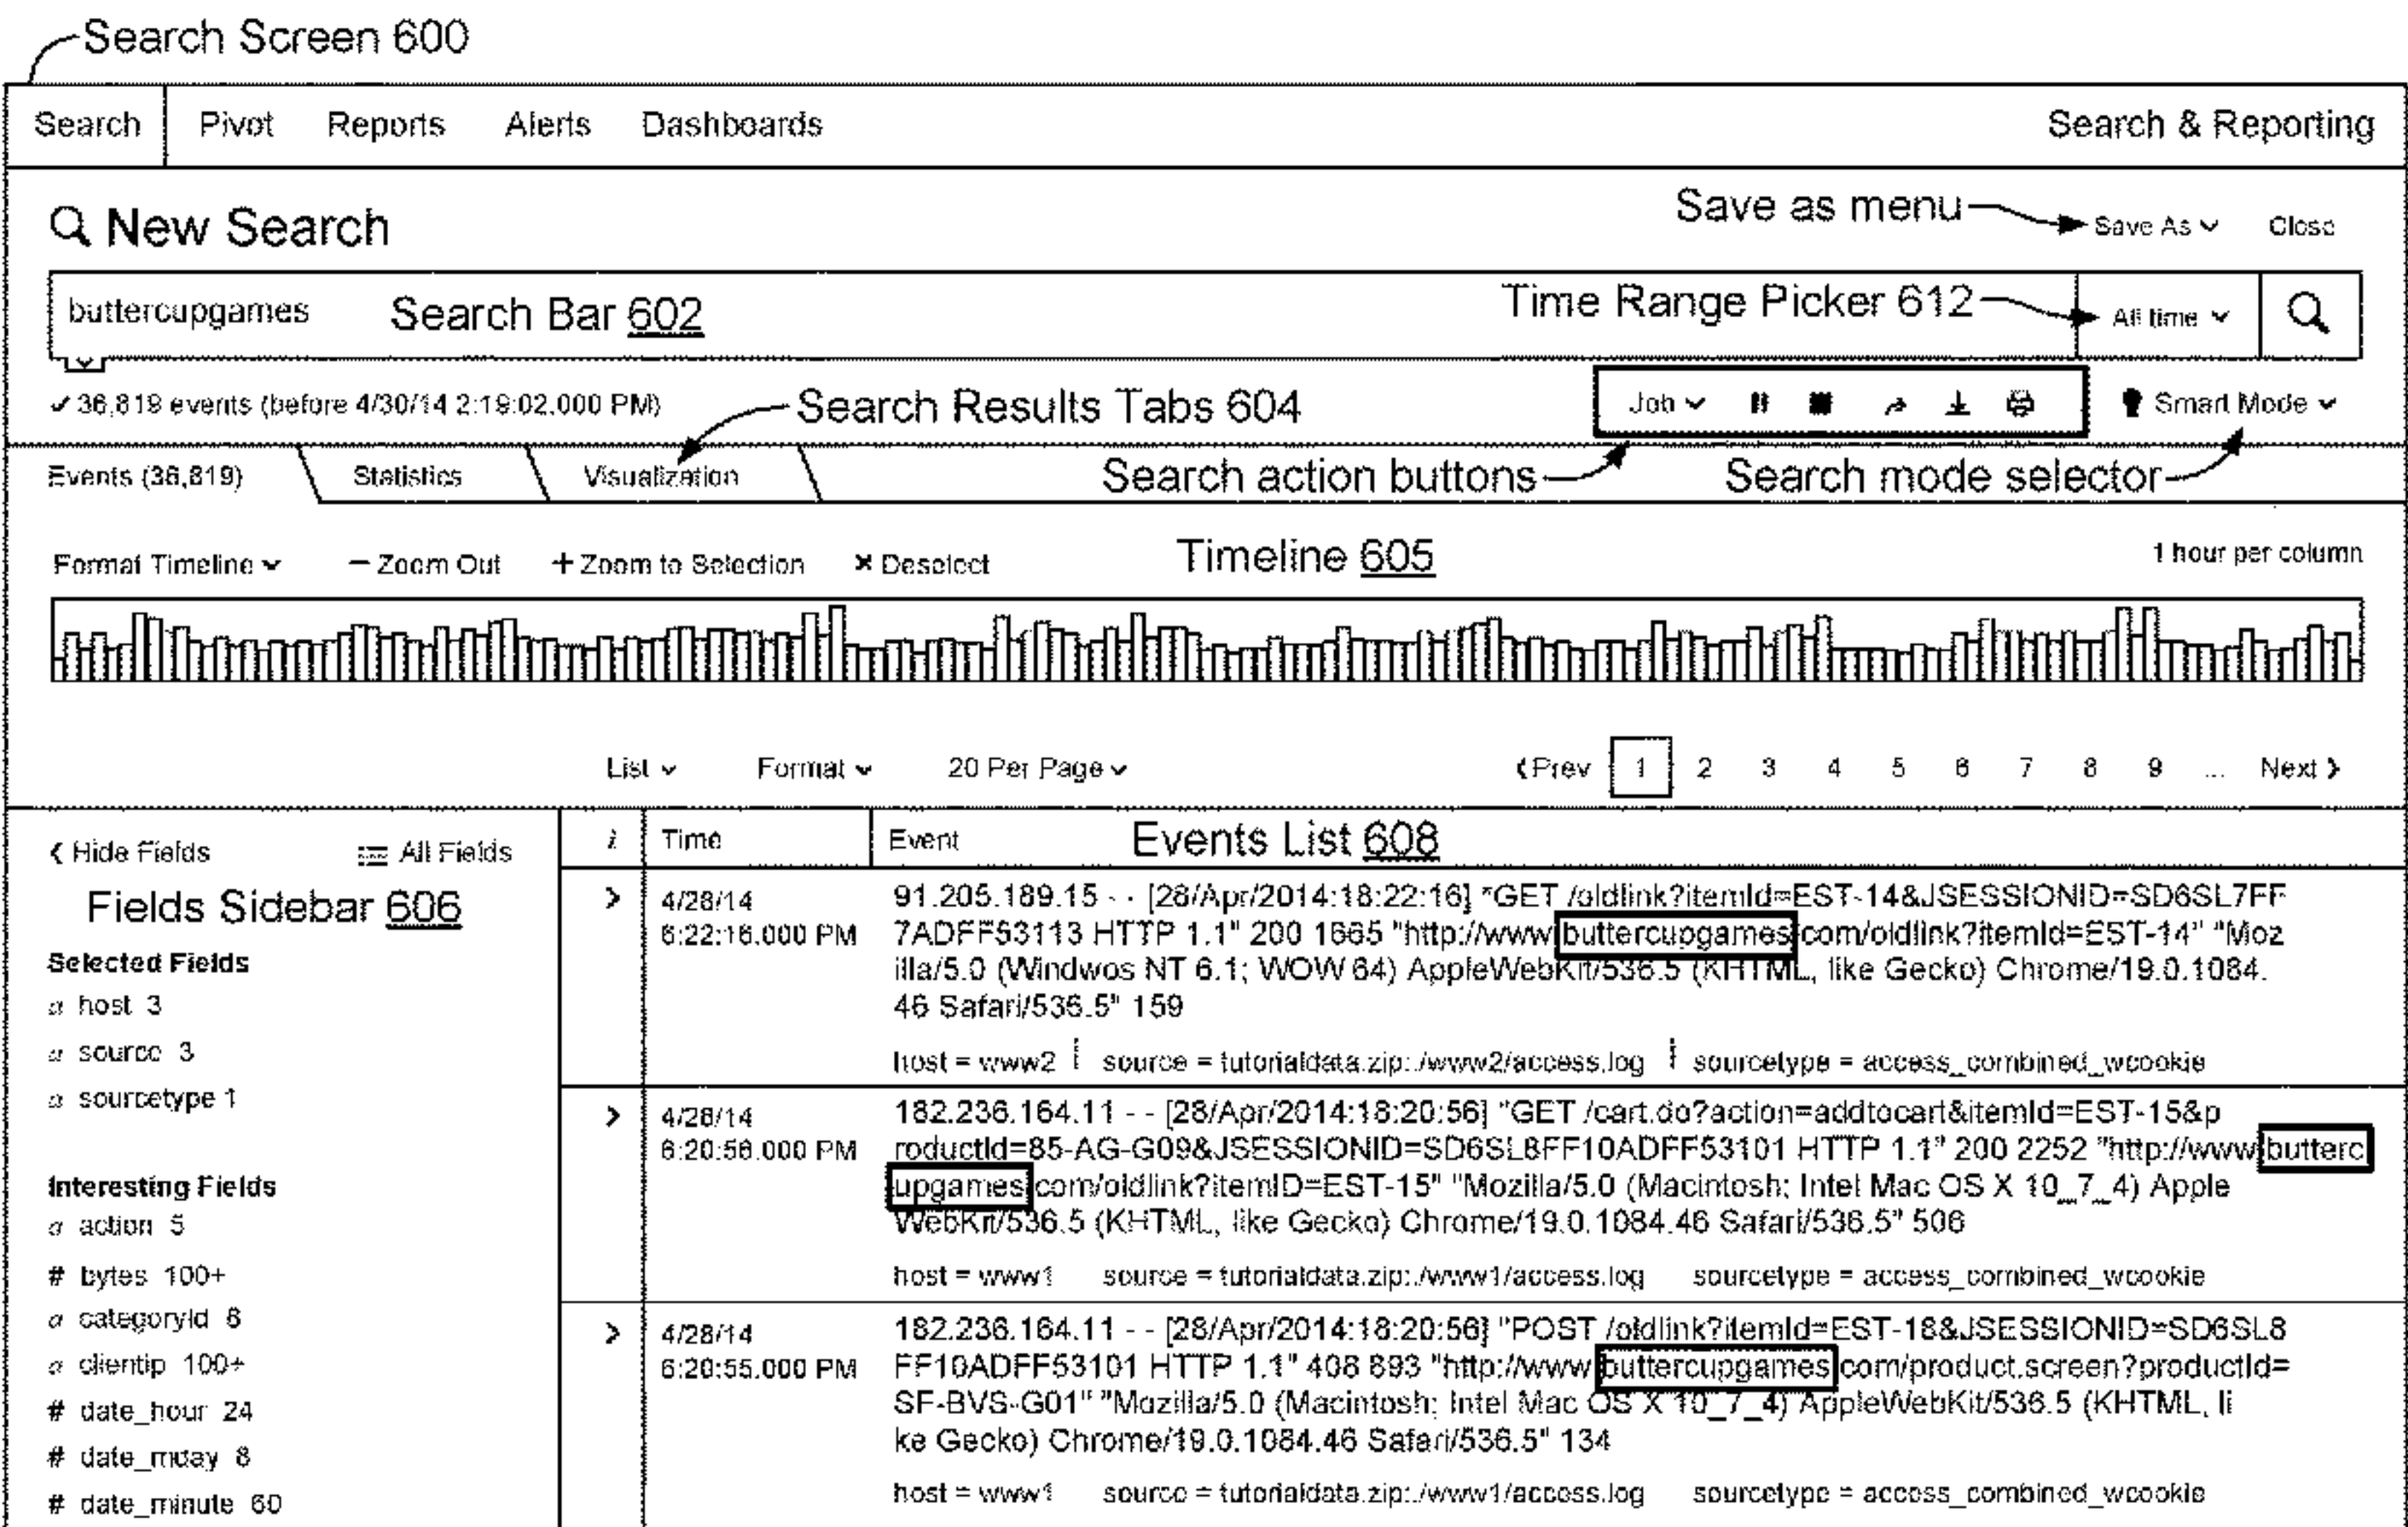 Search Screen 600
Search Pivot Reports Alerts Dashboards Search & Reporting
New Search Save as menu Save As Close
buttercupgames Search Bar 602 Time Range Picker 612 All time
36,819 events (before 4/30/14 2:19:02.000 PM) Search Results Tabs 604 Job Smart Mode
Events (36,819) Statistics Visualization Search action buttons Search mode selector
Format Timeline − Zoom Out + Zoom to Selection × Deselect Timeline 605 1 hour per column
List Format 20 Per Page < Prev 1 2 3 4 5 6 7 8 9 ... Next >
< Hide Fields All Fields
Fields Sidebar 606
Selected Fields
a host 3
a source 3
a sourcetype 1
Interesting Fields
a action 5
# bytes 100+
a categoryId 8
a clientip 100+
# date_hour 24
# date_mday 8
# date_minute 60
i Time Event Events List 608
> 4/28/14 6:22:16.000 PM
91.205.189.15 - - [28/Apr/2014:18:22:16] "GET /oldlink?itemId=EST-14&JSESSIONID=SD6SL7FF
7ADFF53113 HTTP 1.1" 200 1665 "http://www.buttercupgames.com/oldlink?itemId=EST-14" "Moz
illa/5.0 (Windwos NT 6.1; WOW 64) AppleWebKit/536.5 (KHTML, like Gecko) Chrome/19.0.1084.
46 Safari/536.5" 159
host = www2 source = tutorialdata.zip:./www2/access.log sourcetype = access_combined_wcookie
> 4/28/14 6:20:56.000 PM
182.236.164.11 - - [28/Apr/2014:18:20:56] "GET /cart.do?action=addtocart&itemId=EST-15&p
roductId=85-AG-G09&JSESSIONID=SD6SL8FF10ADFF53101 HTTP 1.1" 200 2252 "http://www.butterc
upgames.com/oldlink?itemID=EST-15" "Mozilla/5.0 (Macintosh; Intel Mac OS X 10_7_4) Apple
WebKit/536.5 (KHTML, like Gecko) Chrome/19.0.1084.46 Safari/536.5" 506
host = www1 source = tutorialdata.zip:./www1/access.log sourcetype = access_combined_wcookie
> 4/28/14 6:20:55.000 PM
182.236.164.11 - - [28/Apr/2014:18:20:56] "POST /oldlink?itemId=EST-18&JSESSIONID=SD6SL8
FF10ADFF53101 HTTP 1.1" 408 893 "http://www.buttercupgames.com/product.screen?productId=
SF-BVS-G01" "Mozilla/5.0 (Macintosh; Intel Mac OS X 10_7_4) AppleWebKit/536.5 (KHTML, li
ke Gecko) Chrome/19.0.1084.46 Safari/536.5" 134
host = www1 source = tutorialdata.zip:./www1/access.log sourcetype = access_combined_wcookie